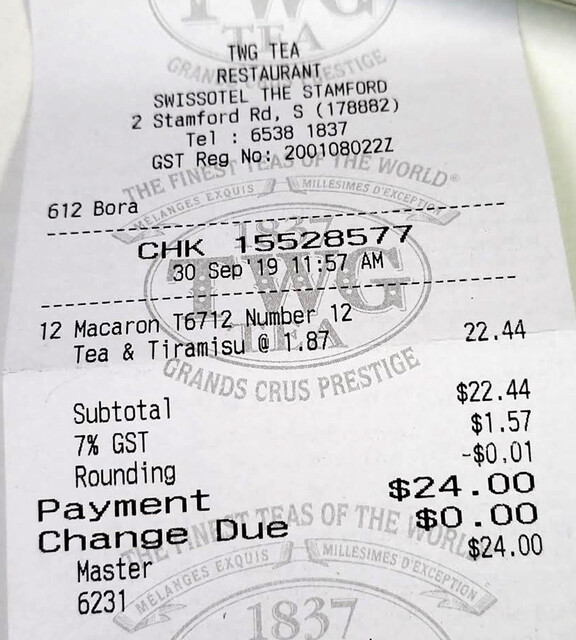 TWG TEA
RESTAURANT
SWISSOTEL THE STAMFORD
2 Stamford Rd, S (178882)
Tel : 6538 1837
GST Reg No: 200108022Z
THE FINEST TEAS OF THE WORLD®
MÉLANGES EXQUIS MILLÉSIMES D'EXCEPTION
612 Bora
1837
TWG
TEA
CHK 15528577
30 Sep'19 11:57 AM
12 Macaron T6712 Number 12 22.44
Tea & Tiramisu @ 1.87
GRANDS CRUS PRESTIGE
Subtotal $22.44
7% GST $1.57
Rounding -$0.01
Payment $24.00
Change Due $0.00
Master $24.00
6231
THE FINEST TEAS OF THE WORLD
MÉLANGES EXQUIS MILLÉSIMES D'EXCEPTION
1837